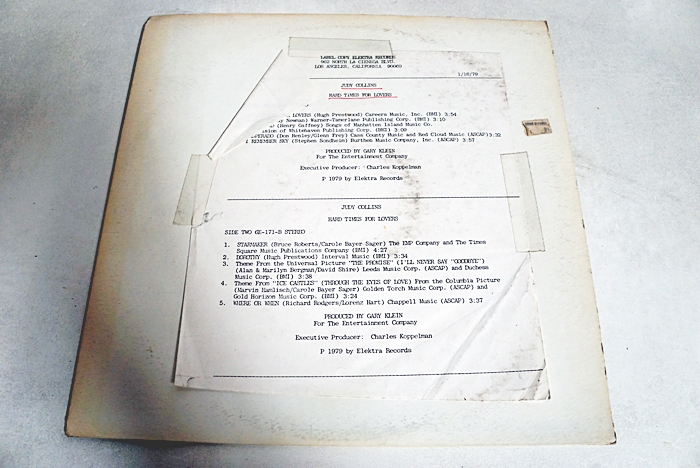 LABEL COPY ELEKTRA RECORDS
962 NORTH LA CIENEGA BLVD.
LOS ANGELES, CALIFORNIA 90069
1/16/79
JUDY COLLINS
HARD TIMES FOR LOVERS
LOVERS (Hugh Prestwood) Careers Music, Inc. (BMI) 3:54
y Newman) Warner-Tamerlane Publishing Corp. (BMI) 3:10
(Henry Gaffney) Songs of Manhattan Island Music Co.
ision of Whitehaven Publishing Corp. (BMI) 3:09
PERADO (Don Henley/Glenn Frey) Cass County Music and Red Cloud Music (ASCAP) 3:32
I REMEMBER SKY (Stephen Sondheim) Burthen Music Company, Inc. (ASCAP) 3:57
PRODUCED BY GARY KLEIN
For The Entertainment Company
Executive Producer: Charles Koppelman
P 1979 by Elektra Records
JUDY COLLINS
HARD TIMES FOR LOVERS
SIDE TWO 6E-171-B STEREO
1. STARMAKER (Bruce Roberts/Carole Bayer Sager) The EMP Company and The Times
Square Music Publications Company (BMI) 4:27
2. DOROTHY (Hugh Prestwood) Interval Music (BMI) 3:34
3. Theme From the Universal Picture "THE PROMISE" (I'LL NEVER SAY "GOODBYE")
(Alan & Marilyn Bergman/David Shire) Leeds Music Corp. (ASCAP) and Duchess
Music Corp. (BMI) 3:38
4. Theme From "ICE CASTLES" (THROUGH THE EYES OF LOVE) From the Columbia Picture
(Marvin Hamlisch/Carole Bayer Sager) Golden Torch Music Corp. (ASCAP) and
Gold Horizon Music Corp. (BMI) 3:24
5. WHERE OR WHEN (Richard Rodgers/Lorenz Hart) Chappell Music (ASCAP) 3:37
PRODUCED BY GARY KLEIN
For The Entertainment Company
Executive Producer: Charles Koppelman
P 1979 by Elektra Records